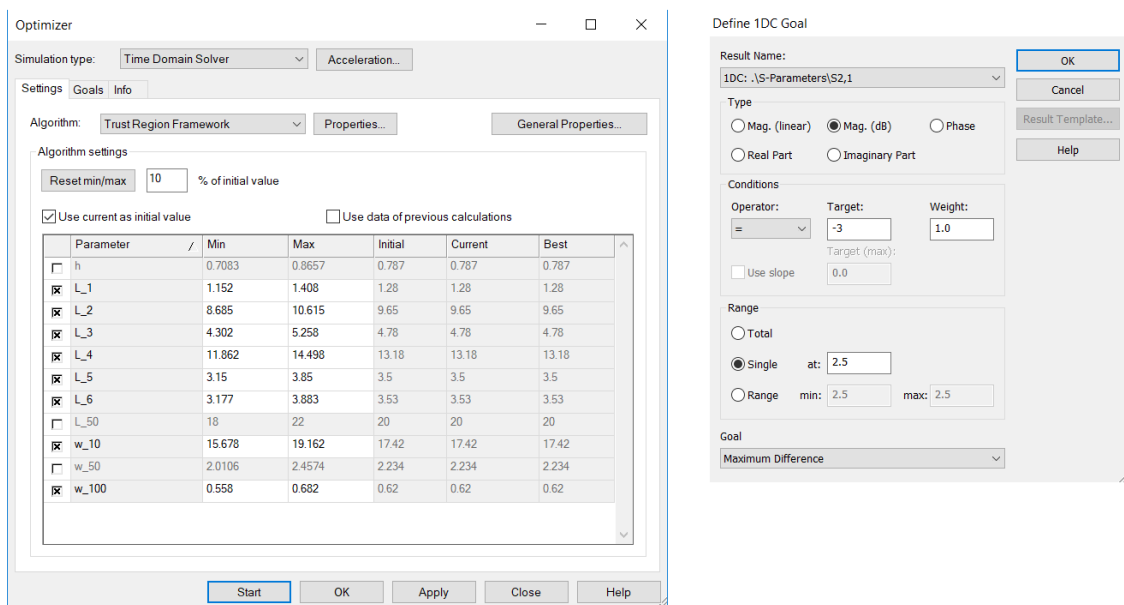 Optimizer
Simulation type: Time Domain Solver Acceleration...
Settings Goals Info
Algorithm: Trust Region Framework Properties... General Properties...
Algorithm settings
Reset min/max 10 % of initial value
Use current as initial value Use data of previous calculations
Parameter / Min Max Initial Current Best
h 0.7083 0.8657 0.787 0.787 0.787
L_1 1.152 1.408 1.28 1.28 1.28
L_2 8.685 10.615 9.65 9.65 9.65
L_3 4.302 5.258 4.78 4.78 4.78
L_4 11.862 14.498 13.18 13.18 13.18
L_5 3.15 3.85 3.5 3.5 3.5
L_6 3.177 3.883 3.53 3.53 3.53
L_50 18 22 20 20 20
w_10 15.678 19.162 17.42 17.42 17.42
w_50 2.0106 2.4574 2.234 2.234 2.234
w_100 0.558 0.682 0.62 0.62 0.62
Start OK Apply Close Help
Define 1DC Goal
Result Name:
1DC: .\S-Parameters\S2,1
OK
Cancel
Result Template...
Help
Type
Mag. (linear) Mag. (dB) Phase
Real Part Imaginary Part
Conditions
Operator: Target: Weight:
= -3 1.0
Target (max):
Use slope 0.0
Range
Total
Single at: 2.5
Range min: 2.5 max: 2.5
Goal
Maximum Difference